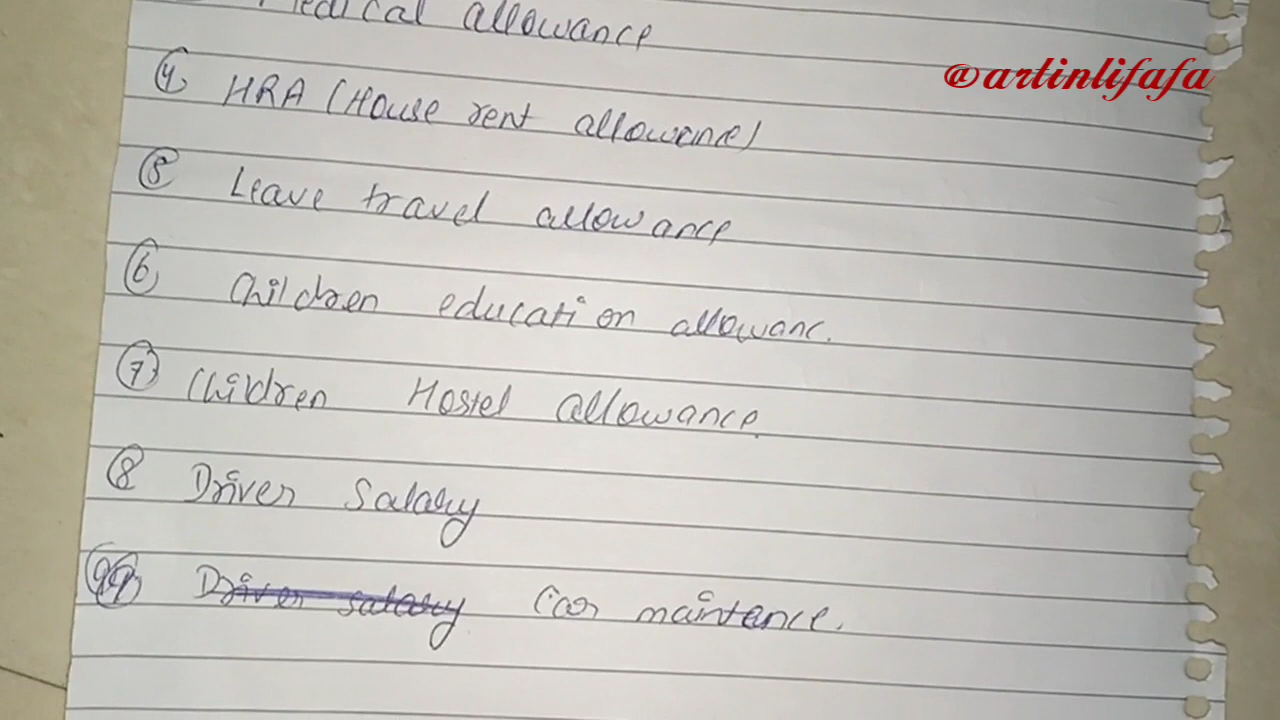 Medical allowance
@artinlifafa
4 HRA (House rent allowance)
5 Leave travel allowance
6 Children education allowanc.
7 Children Hostel allowance.
8 Driver Salary
9 Driver salary Car maintance.